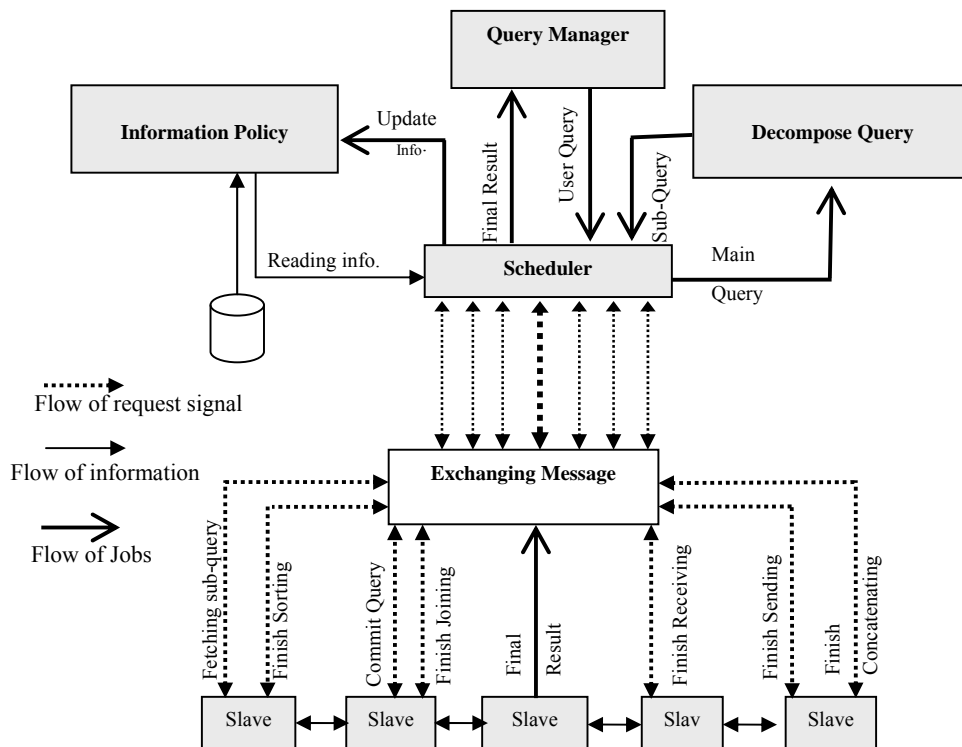 Query Manager
Information Policy
Update
Info.
Final Result
User Query
Sub-Query
Decompose Query
Reading info.
Scheduler
Main
Query
Flow of request signal
Flow of information
Flow of Jobs
Exchanging Message
Fetching sub-query
Finish Sorting
Commit Query
Finish Joining
Final
Result
Finish Receiving
Finish Sending
Finish
Concatenating
Slave
Slave
Slave
Slav
Slave